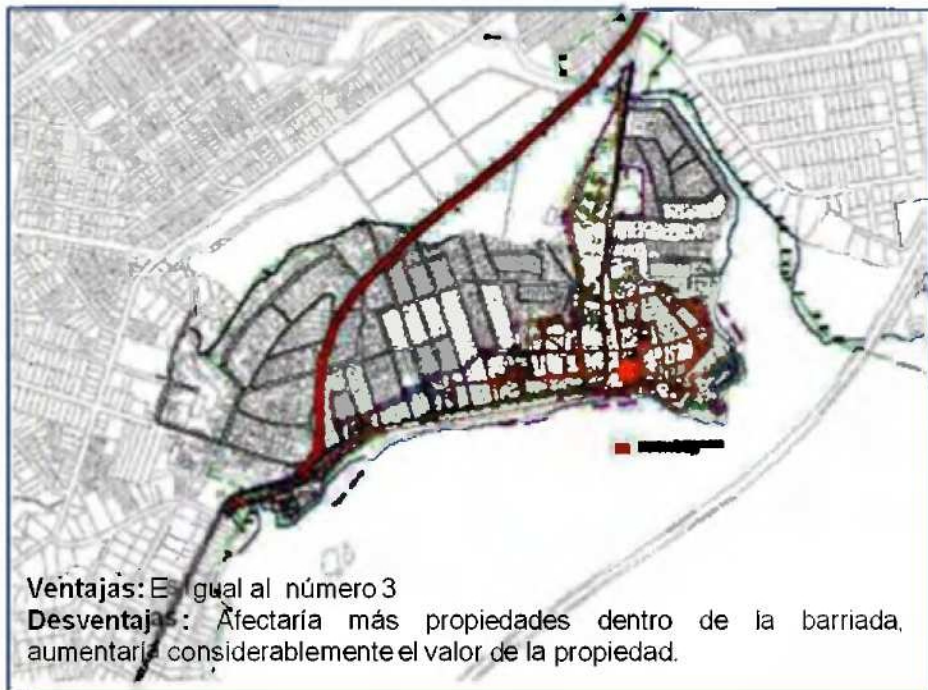 Ventajas: Es igual al número 3
Desventajas: Afectaría más propiedades dentro de la barriada,
aumentaría considerablemente el valor de la propiedad.